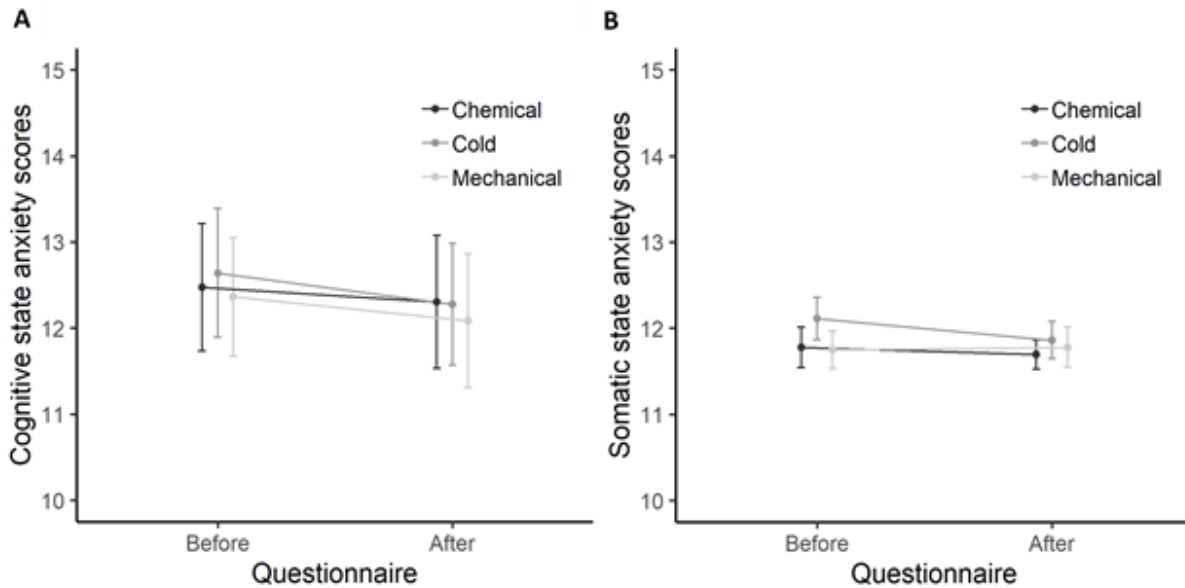 A
Cognitive state anxiety scores
15
14
13
12
11
10
Chemical
Cold
Mechanical
Before
After
Questionnaire
B
Somatic state anxiety scores
15
14
13
12
11
10
Chemical
Cold
Mechanical
Before
After
Questionnaire